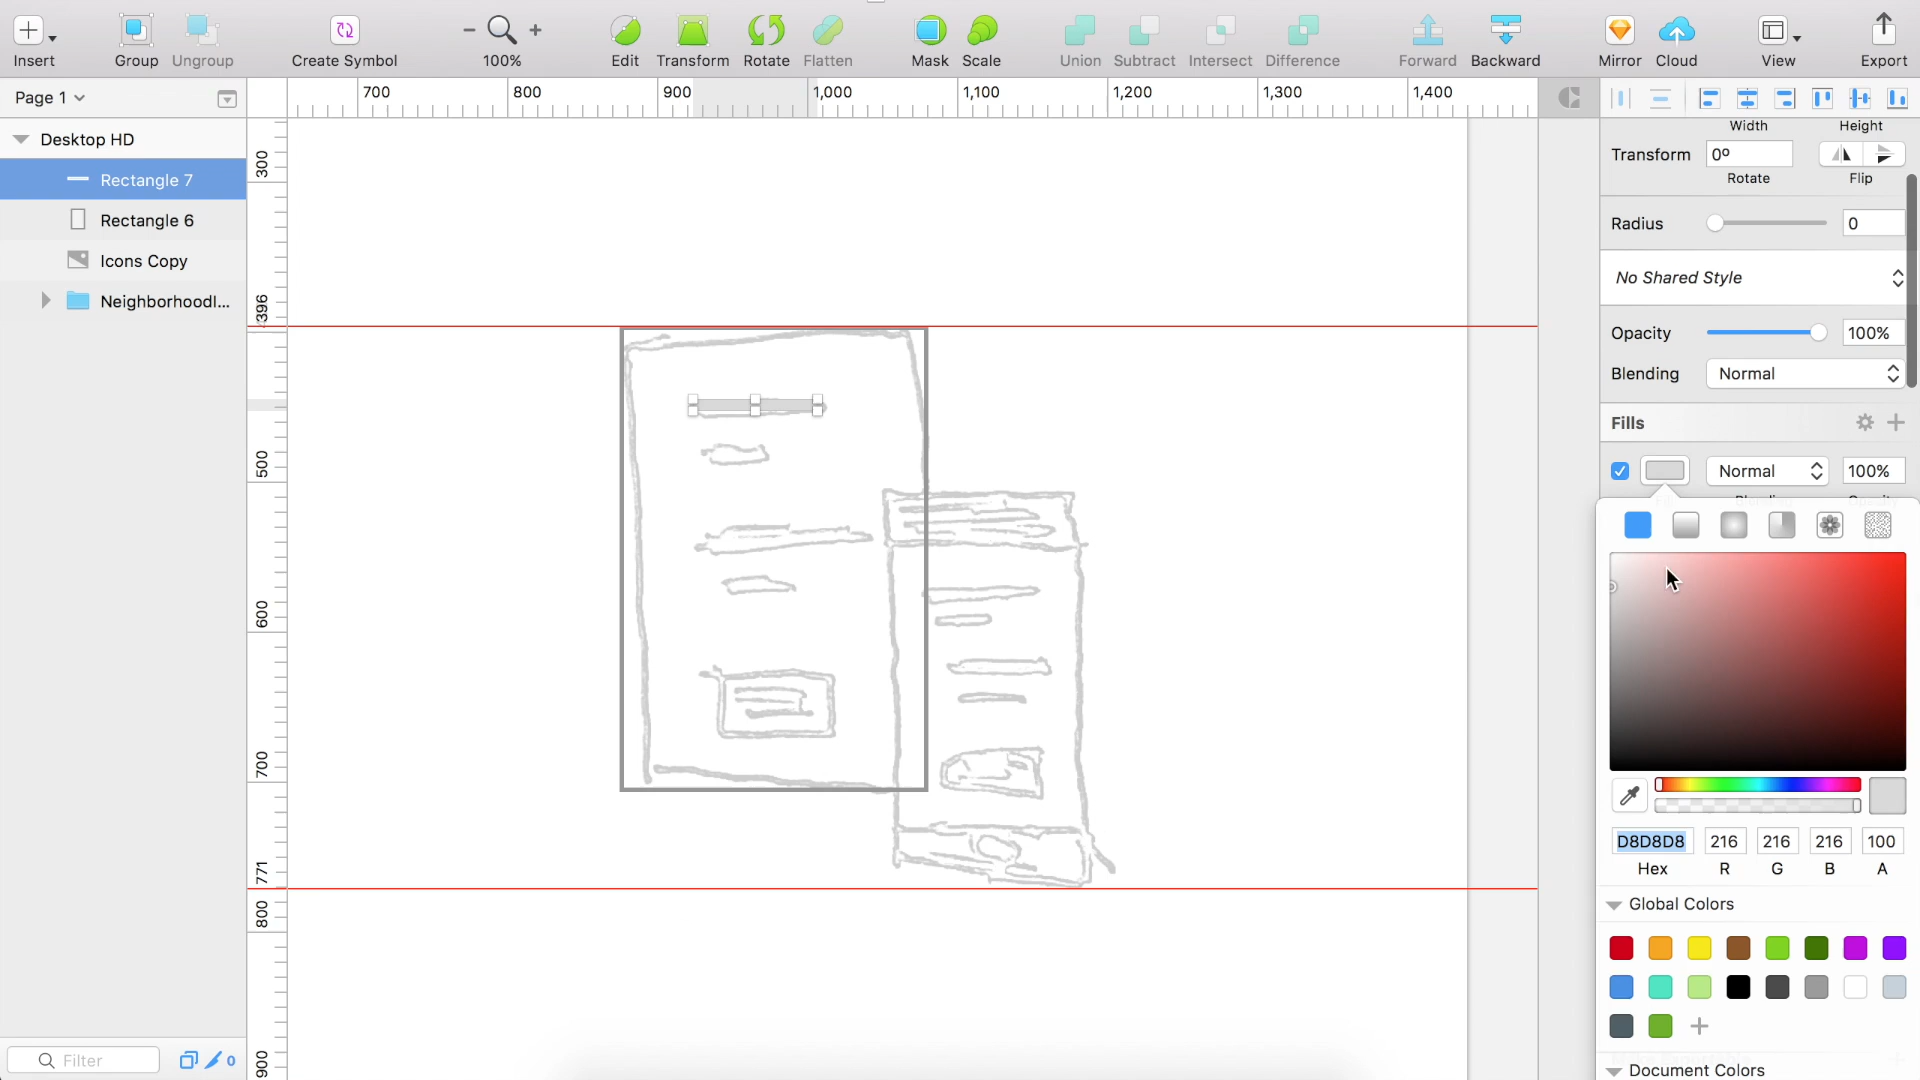 Insert
Group
Ungroup
Create Symbol
100%
Edit
Transform
Rotate
Flatten
Mask
Scale
Union
Subtract
Intersect
Difference
Forward
Backward
Mirror
Cloud
View
Export
Page 1
700
800
900
1,000
1,100
1,200
1,300
1,400
Desktop HD
Rectangle 7
Rectangle 6
Icons Copy
NeighborhoodI...
Filter
0
300
396
500
600
700
771
800
900
Width
Height
Transform
0º
Rotate
Flip
Radius
0
No Shared Style
Opacity
100%
Blending
Normal
Fills
Normal
100%
D8D8D8
216
216
216
100
Hex
R
G
B
A
Global Colors
Document Colors